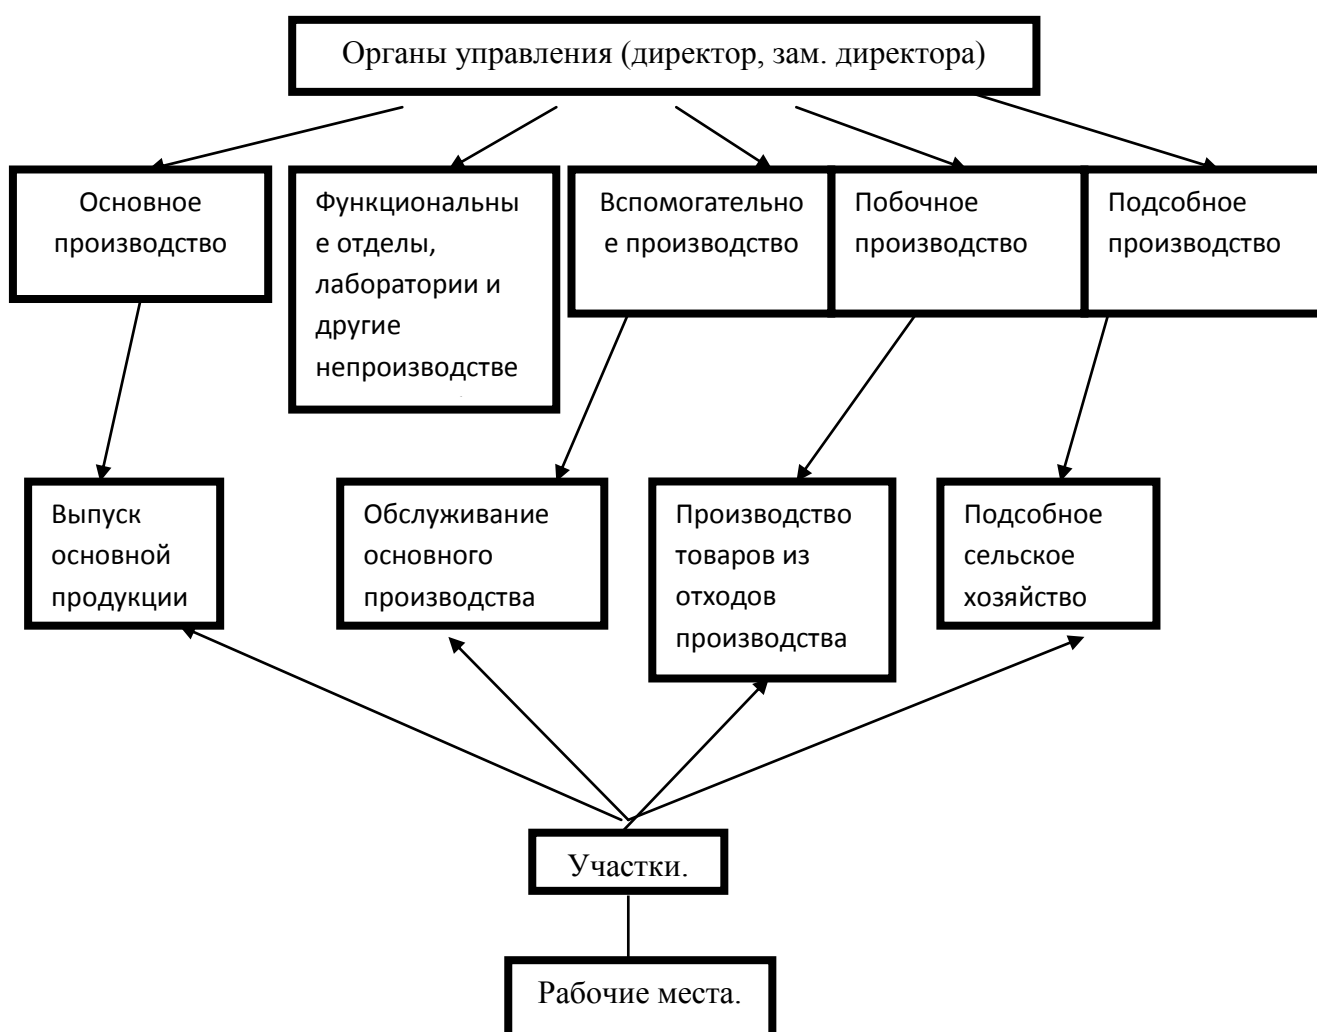 Органы управления (директор, зам. директора)
Основное
производство
Функциональны
е отделы,
лаборатории и
другие
непроизводстве
Вспомогательно
е производство
Побочное
производство
Подсобное
производство
Выпуск
основной
продукции
Обслуживание
основного
производства
Производство
товаров из
отходов
производства
Подсобное
сельское
хозяйство
Участки.
Рабочие места.